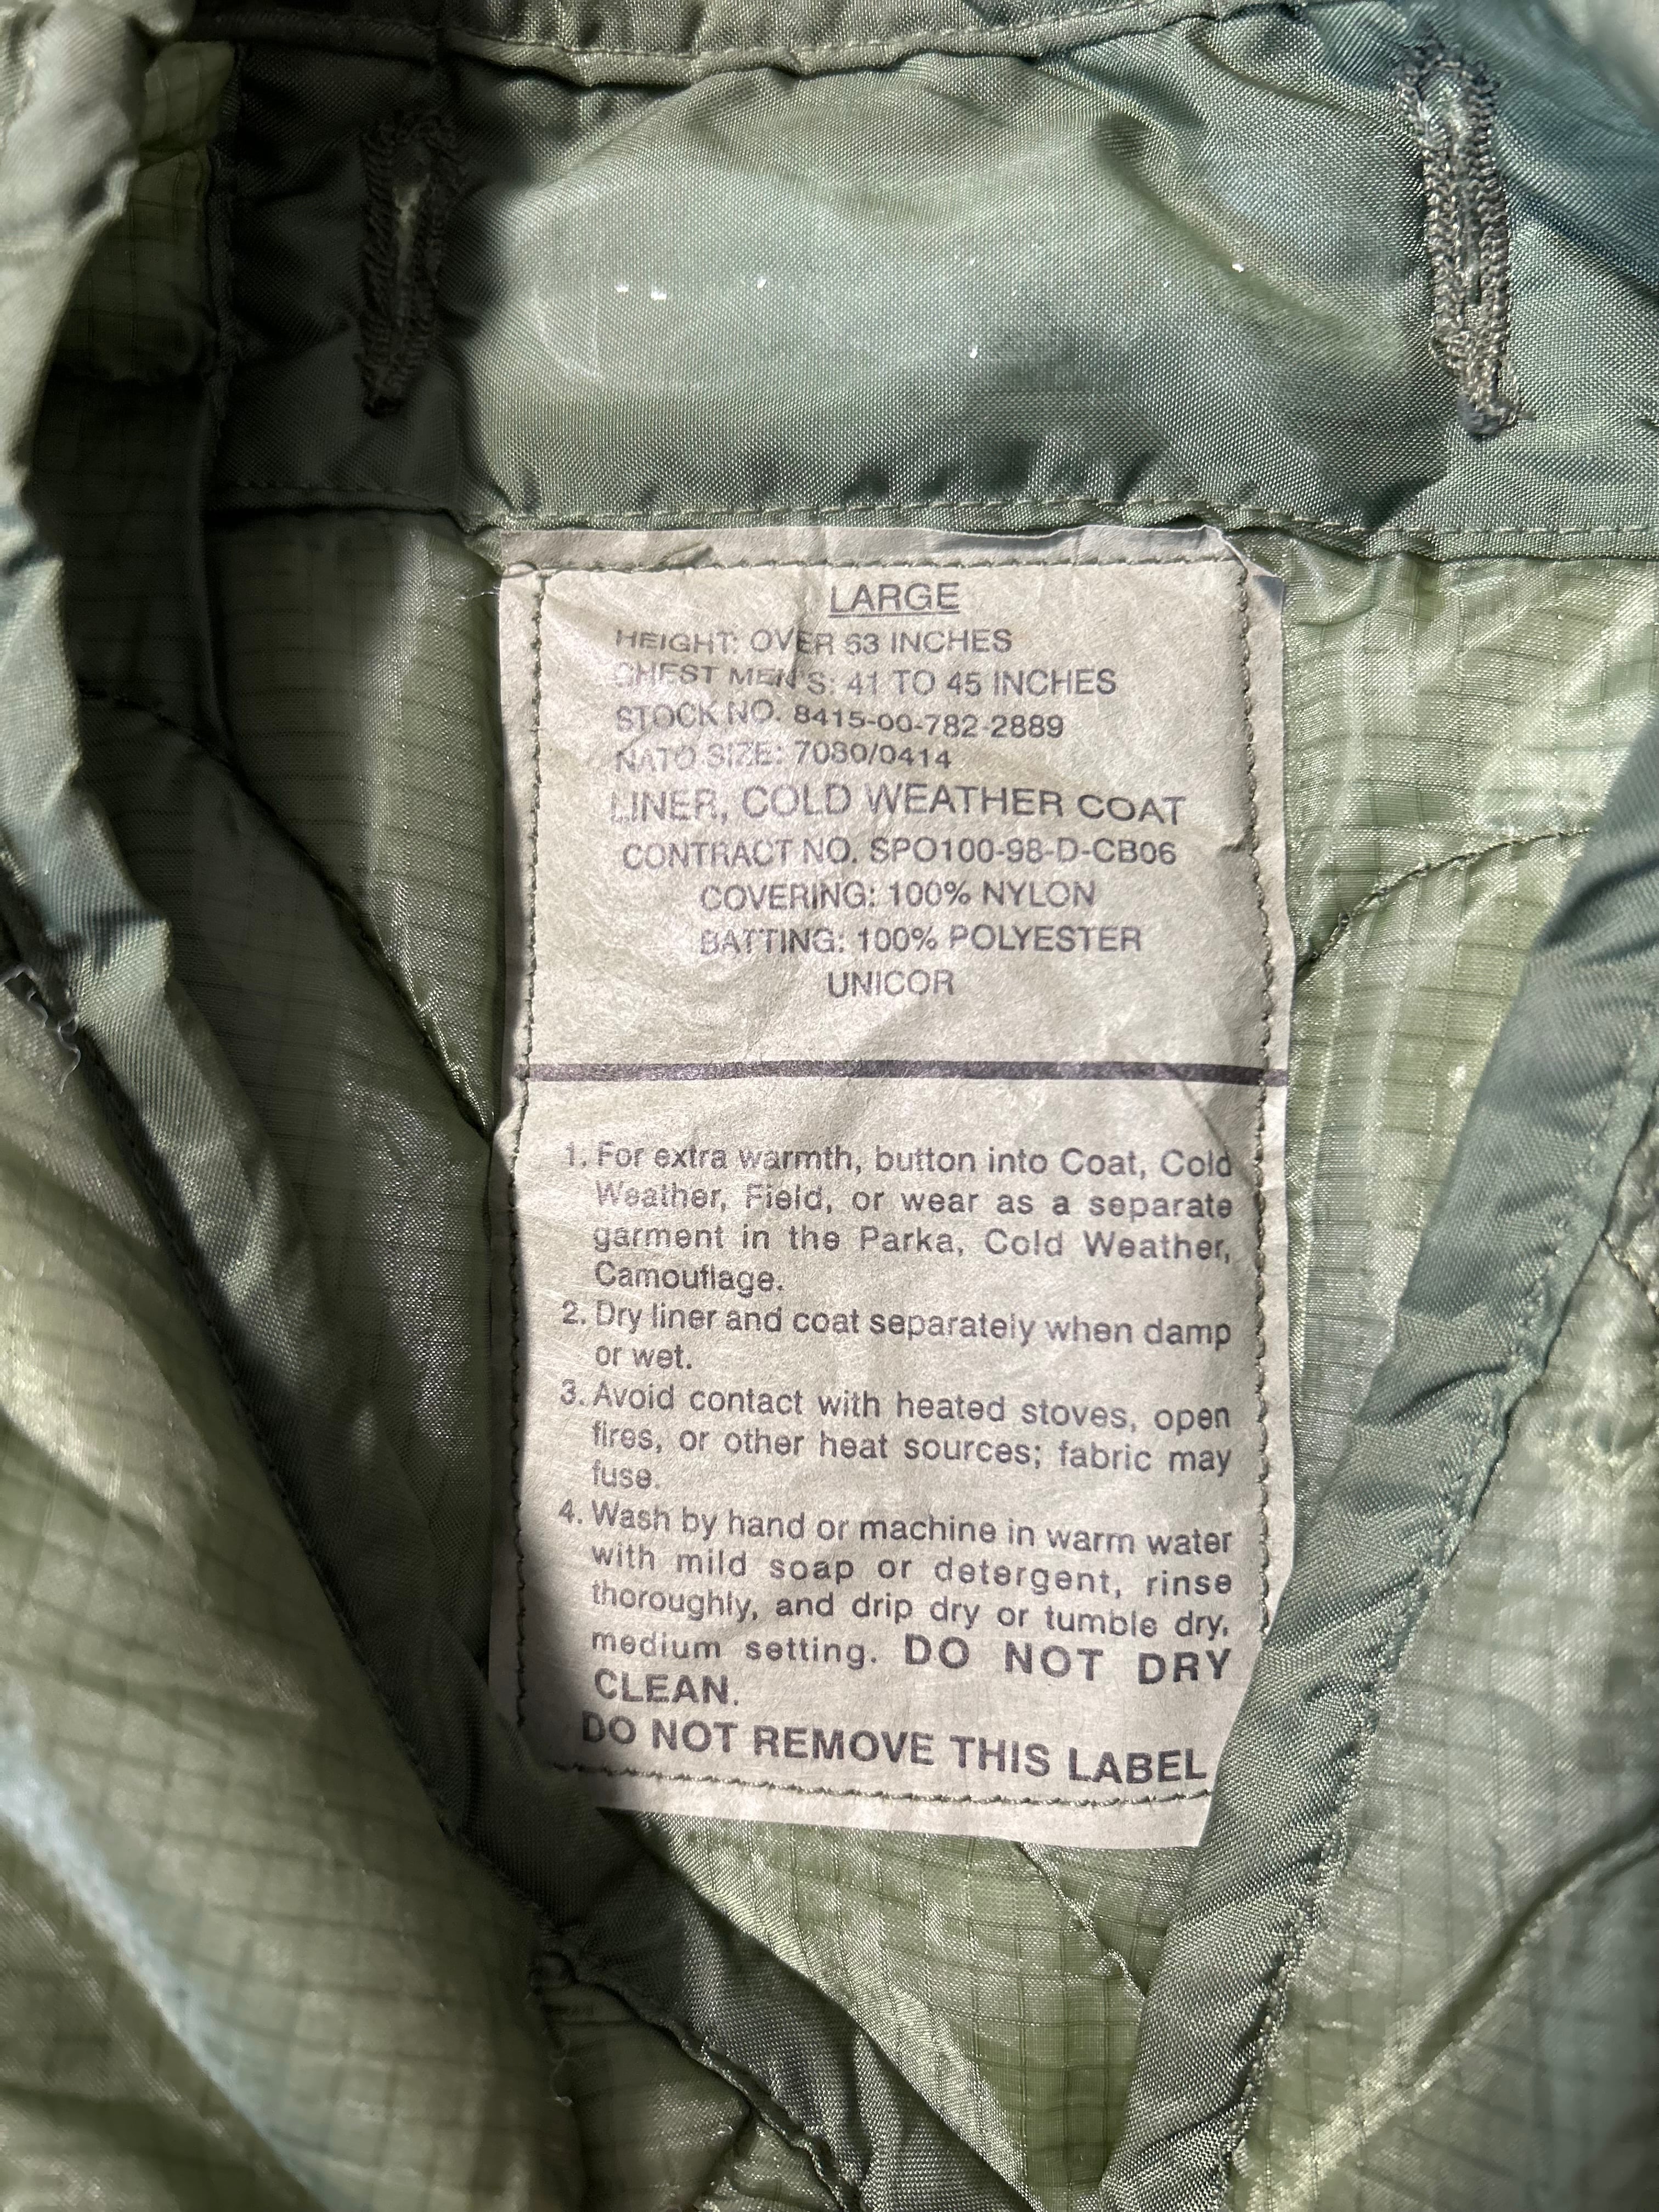 LARGE
HEIGHT: OVER 63 INCHES
CHEST MEN'S: 41 TO 45 INCHES
STOCK NO. 8415-00-782-2889
NATO SIZE: 7080/0414
LINER, COLD WEATHER COAT
CONTRACT NO. SPO100-98-D-CB06
COVERING: 100% NYLON
BATTING: 100% POLYESTER
UNICOR
1. For extra warmth, button into Coat, Cold
Weather, Field, or wear as a separate
garment in the Parka, Cold Weather,
Camouflage.
2. Dry liner and coat separately when damp
or wet.
3. Avoid contact with heated stoves, open
fires, or other heat sources; fabric may
fuse.
4. Wash by hand or machine in warm water
with mild soap or detergent, rinse
thoroughly, and drip dry or tumble dry,
medium setting. DO NOT DRY
CLEAN.
DO NOT REMOVE THIS LABEL